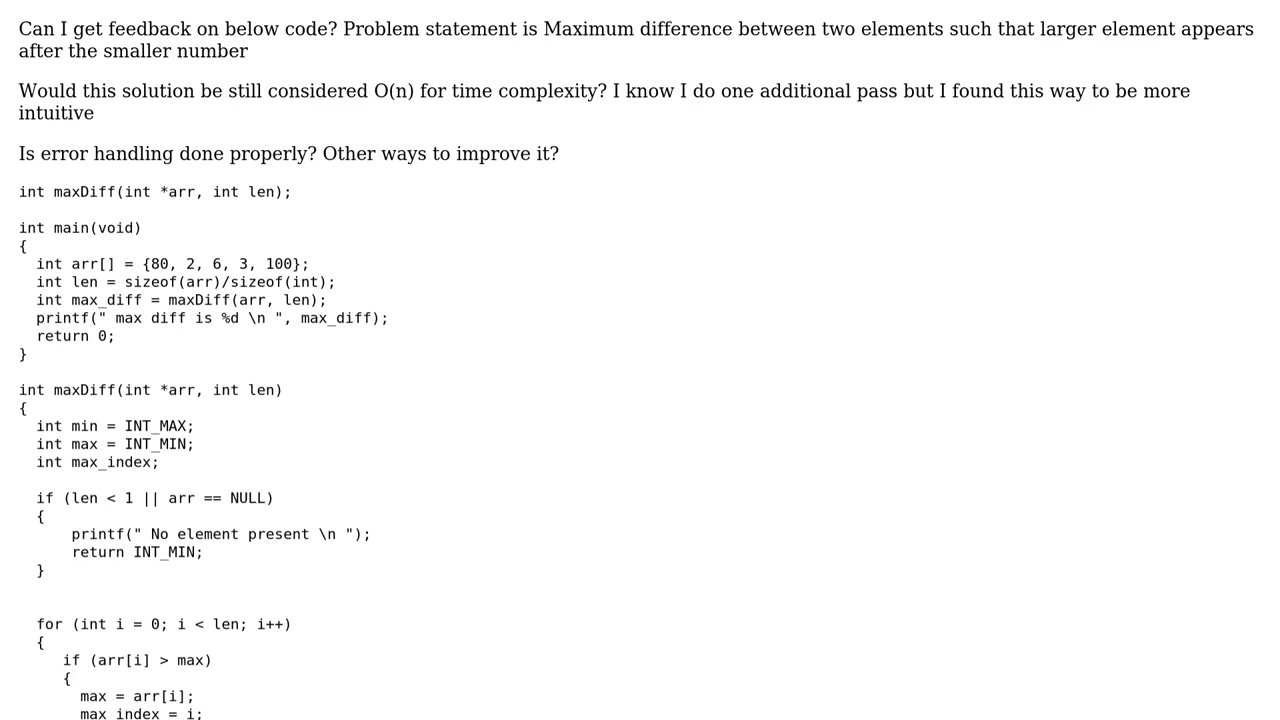 Can I get feedback on below code? Problem statement is Maximum difference between two elements such that larger element appears
after the smaller number
Would this solution be still considered O(n) for time complexity? I know I do one additional pass but I found this way to be more
intuitive
Is error handling done properly? Other ways to improve it?
int maxDiff(int *arr, int len);
int main(void)
{
  int arr[] = {80, 2, 6, 3, 100};
  int len = sizeof(arr)/sizeof(int);
  int max_diff = maxDiff(arr, len);
  printf(" max diff is %d \n ", max_diff);
  return 0;
}
int maxDiff(int *arr, int len)
{
  int min = INT_MAX;
  int max = INT_MIN;
  int max_index;
  if (len < 1 || arr == NULL)
  {
      printf(" No element present \n ");
      return INT_MIN;
  }
  for (int i = 0; i < len; i++)
  {
     if (arr[i] > max)
     {
       max = arr[i];
       max_index = i;